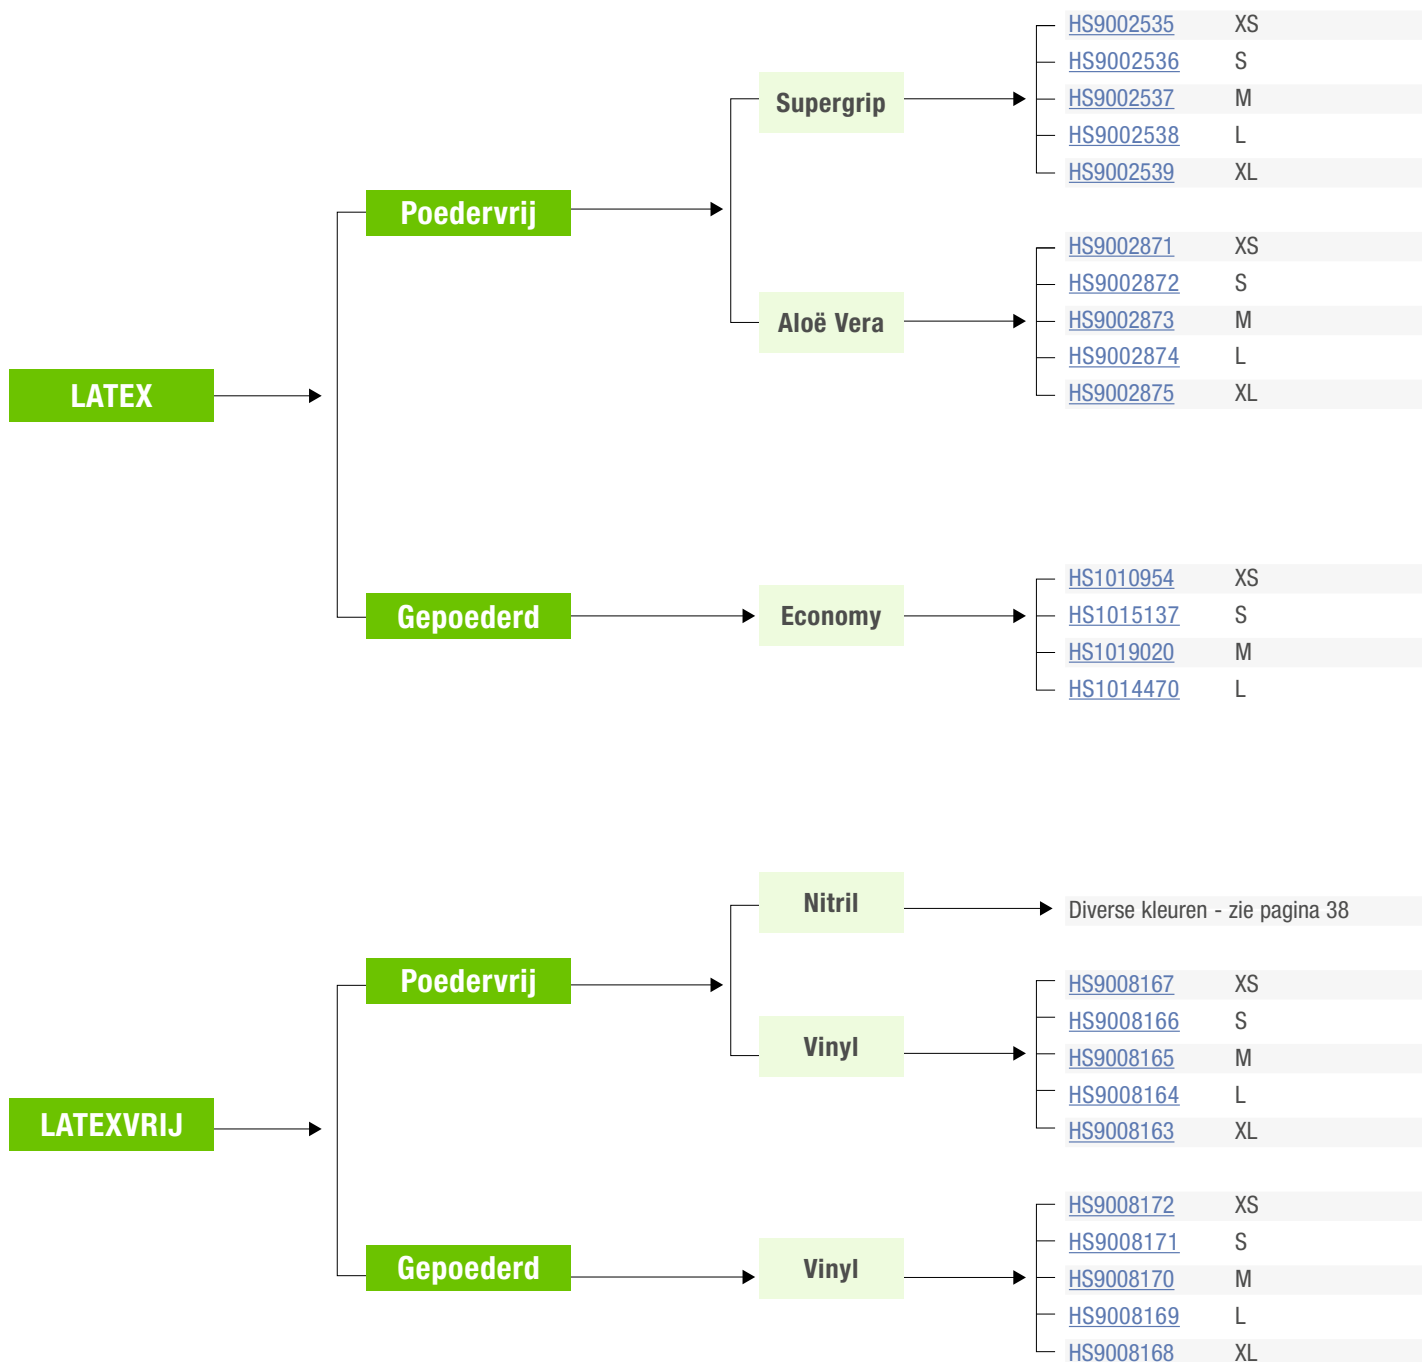 HS9002535 XS
HS9002536 S
Supergrip
HS9002537 M
HS9002538 L
HS9002539 XL
Poedervrij
HS9002871 XS
HS9002872 S
Aloë Vera
HS9002873 M
HS9002874 L
LATEX
HS9002875 XL
HS1010954 XS
Gepoederd
Economy
HS1015137 S
HS1019020 M
HS1014470 L
Nitril
Diverse kleuren - zie pagina 38
Poedervrij
HS9008167 XS
HS9008166 S
Vinyl
HS9008165 M
HS9008164 L
LATEXVRIJ
HS9008163 XL
HS9008172 XS
HS9008171 S
Gepoederd
Vinyl
HS9008170 M
HS9008169 L
HS9008168 XL